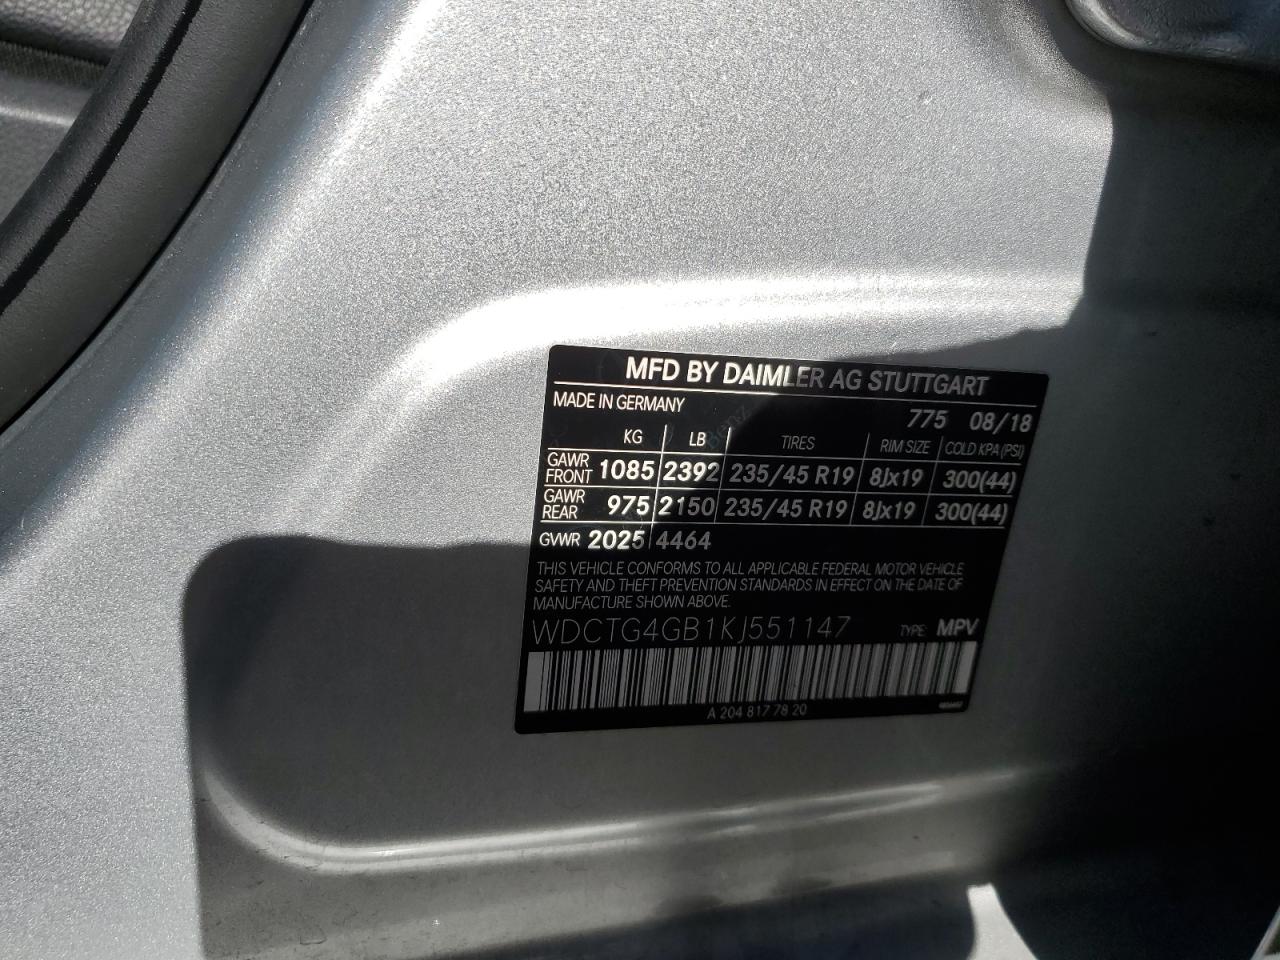 MFD BY DAIMLER AG STUTTGART
MADE IN GERMANY
775 08/18
KG LB TIRES RIM SIZE COLD KPA (PSI)
GAWR FRONT 1085 2392 235/45 R19 8Jx19 300(44)
GAWR REAR 975 2150 235/45 R19 8Jx19 300(44)
GVWR 2025 4464
THIS VEHICLE CONFORMS TO ALL APPLICABLE FEDERAL MOTOR VEHICLE
SAFETY AND THEFT PREVENTION STANDARDS IN EFFECT ON THE DATE OF
MANUFACTURE SHOWN ABOVE.
WDCTG4GB1KJ551147 TYPE: MPV
A 204 817 78 20